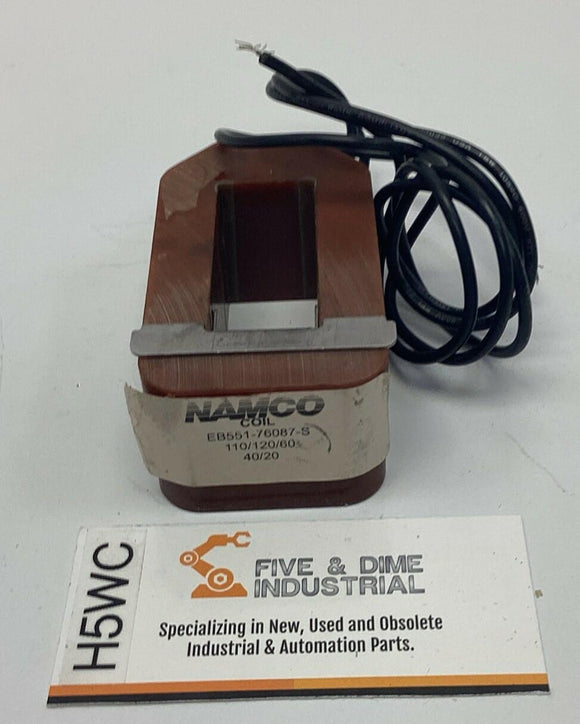 NAMCO
COIL
EB551-76087-S
110/120/60
40/20
H5WC
FIVE & DIME
INDUSTRIAL
Specializing in New, Used and Obsolete
Industrial & Automation Parts.